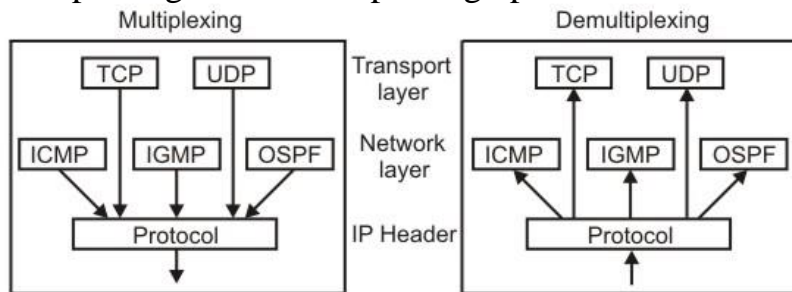 Multiplexing
Demultiplexing
TCP UDP
Transport
layer
TCP UDP
ICMP IGMP OSPF
Network
layer
ICMP IGMP OSPF
Protocol
IP Header
Protocol